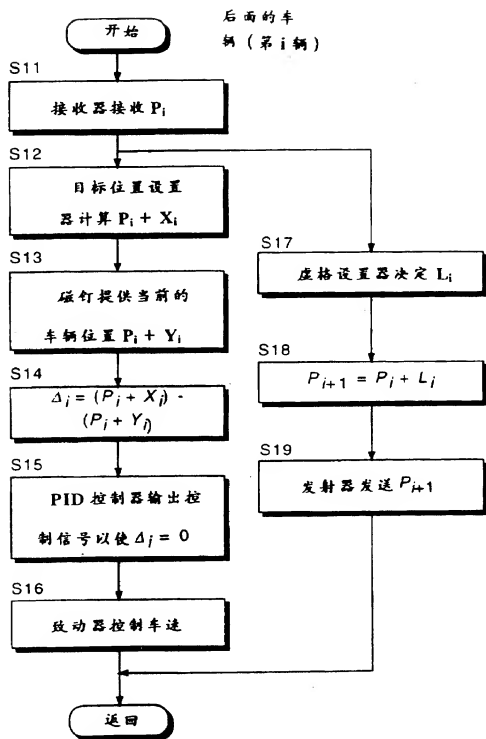 开始
后面的车
辆(第i辆)
S11
接收器接收 Pi
S12
目标位置设置
器计算 Pi + Xi
S13
磁钉提供当前的
车辆位置 Pi + Yi
S14
Δi = (Pi + Xi) -
(Pi + Yi)
S15
PID 控制器输出控
制信号以使 Δi = 0
S16
致动器控制车速
S17
虚格设置器决定 Li
S18
Pi+1 = Pi + Li
S19
发射器发送 Pi+1
返回